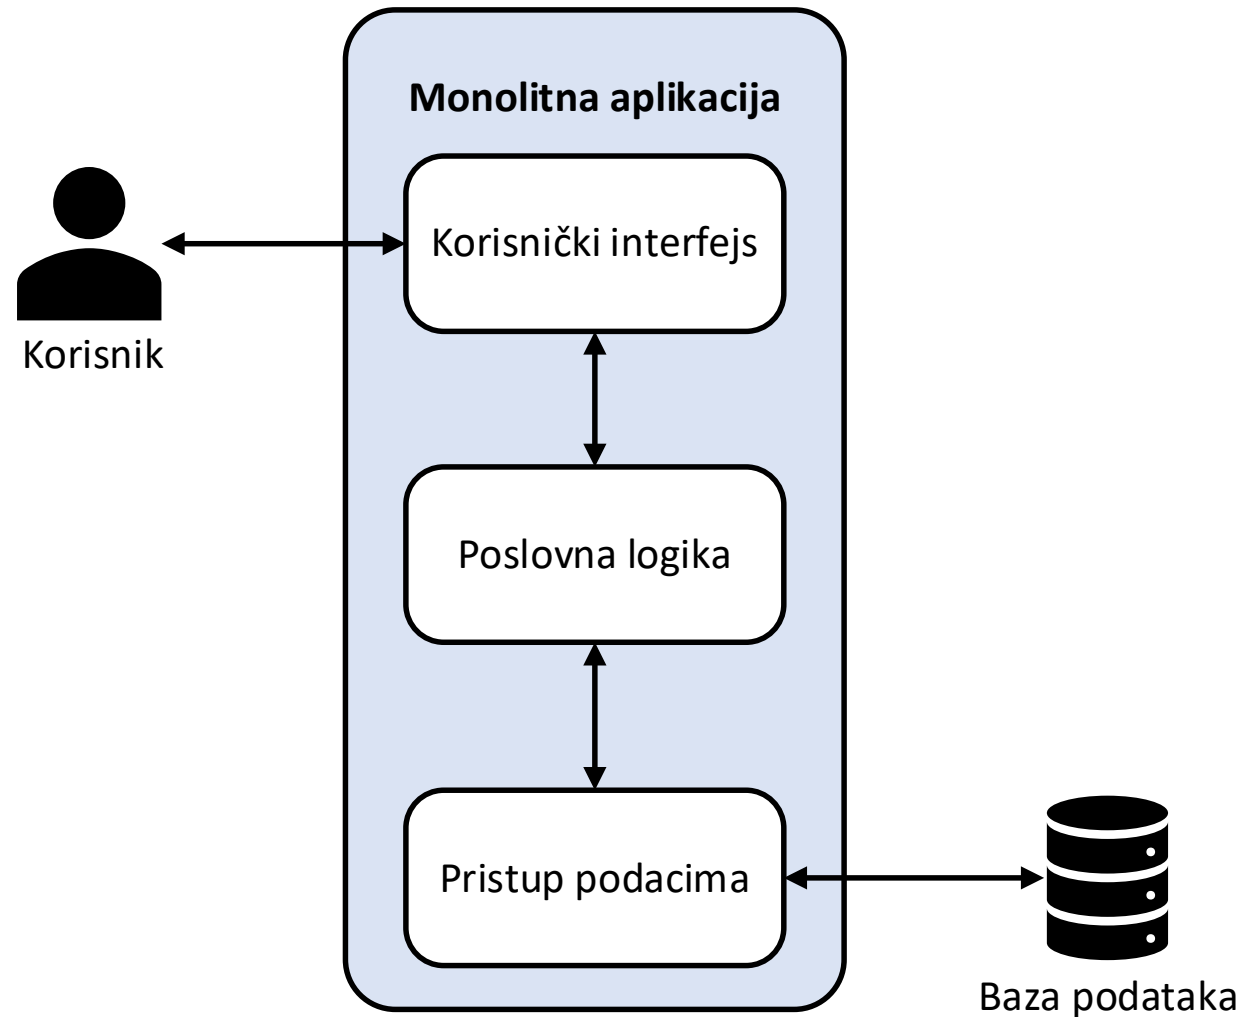 Monolitna aplikacija
Korisnički interfejs
Korisnik
Poslovna logika
Pristup podacima
Baza podataka